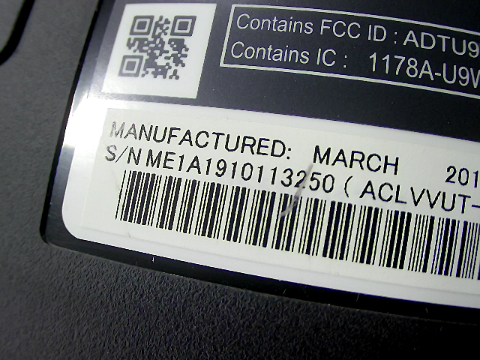 Contains FCC ID : ADTU9
Contains IC : 1178A-U9W
MANUFACTURED: MARCH 201
S/N ME1A1910113250 ( ACLVVUT-